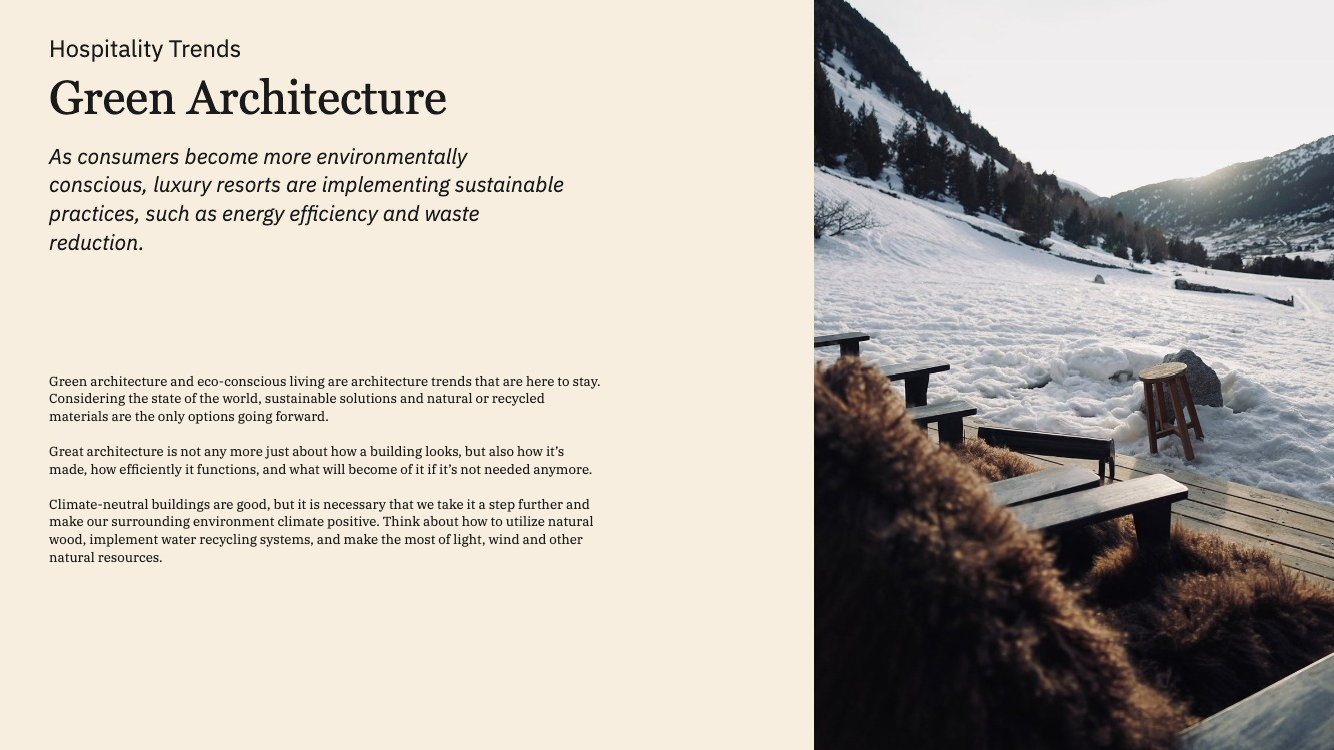 Hospitality Trends
Green Architecture
As consumers become more environmentally
conscious, luxury resorts are implementing sustainable
practices, such as energy efficiency and waste
reduction.
Green architecture and eco-conscious living are architecture trends that are here to stay.
Considering the state of the world, sustainable solutions and natural or recycled
materials are the only options going forward.
Great architecture is not any more just about how a building looks, but also how it’s
made, how efficiently it functions, and what will become of it if it’s not needed anymore.
Climate-neutral buildings are good, but it is necessary that we take it a step further and
make our surrounding environment climate positive. Think about how to utilize natural
wood, implement water recycling systems, and make the most of light, wind and other
natural resources.